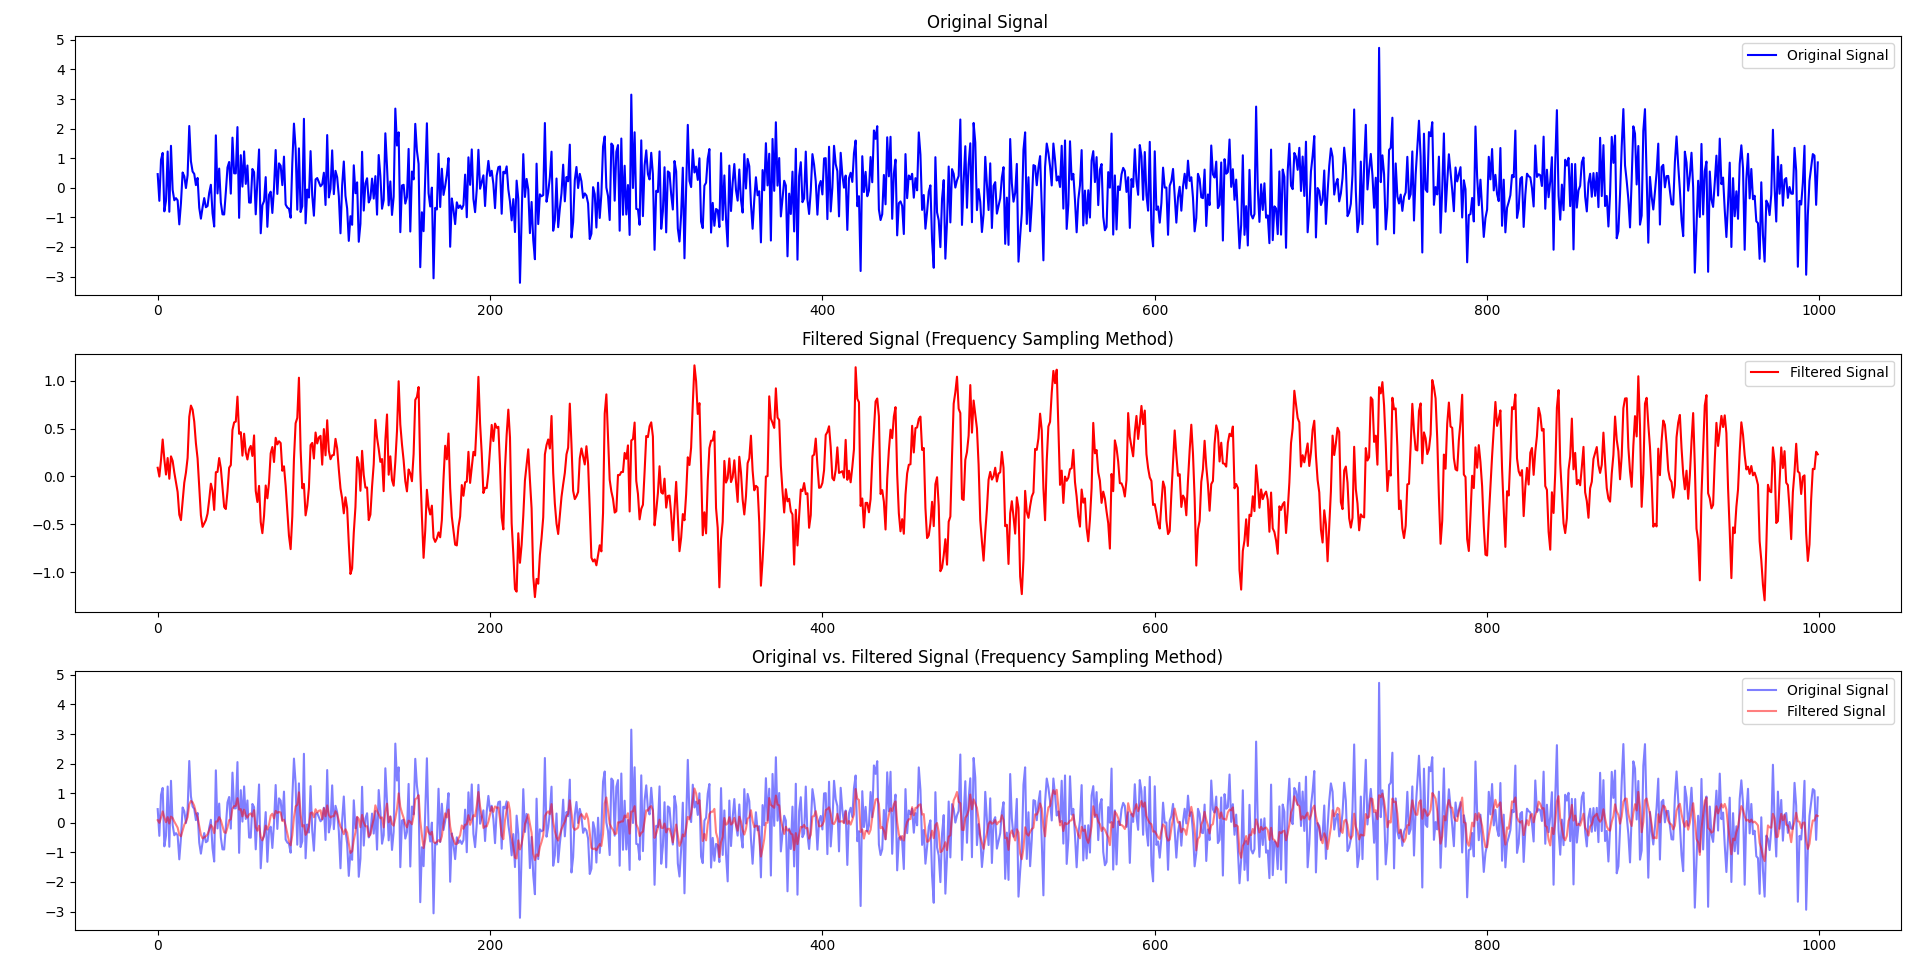 Original Signal
5
4
3
2
1
0
−1
−2
−3
Original Signal
0 200 400 600 800 1000
Filtered Signal (Frequency Sampling Method)
1.0
0.5
0.0
−0.5
−1.0
Filtered Signal
0 200 400 600 800 1000
Original vs. Filtered Signal (Frequency Sampling Method)
5
4
3
2
1
0
−1
−2
−3
Original Signal
Filtered Signal
0 200 400 600 800 1000